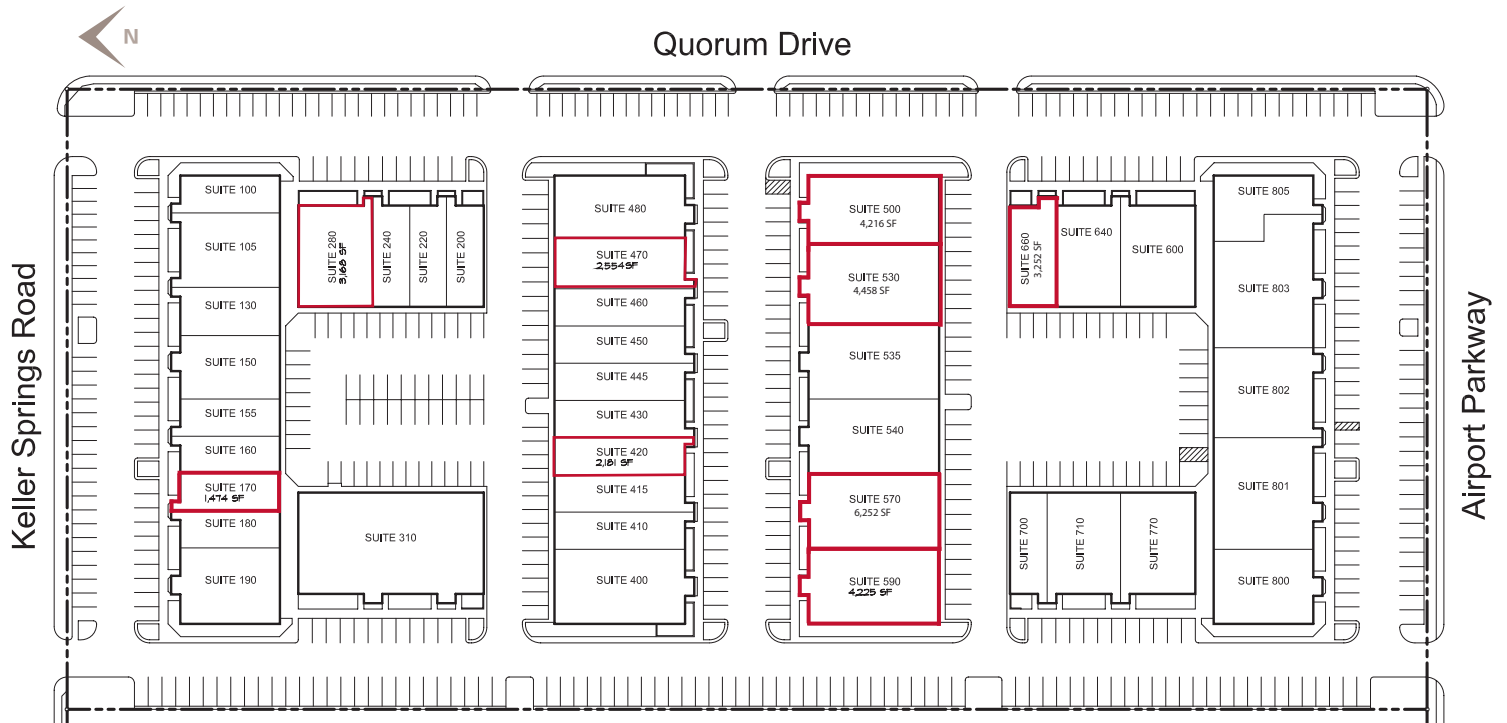 N
Quorum Drive
Keller Springs Road
Airport Parkway
SUITE 100
SUITE 105
SUITE 130
SUITE 150
SUITE 155
SUITE 160
SUITE 170
1,474 SF
SUITE 180
SUITE 190
SUITE 280
3,168 SF
SUITE 240
SUITE 220
SUITE 200
SUITE 310
SUITE 480
SUITE 470
2,554 SF
SUITE 460
SUITE 450
SUITE 445
SUITE 430
SUITE 420
2,181 SF
SUITE 415
SUITE 410
SUITE 400
SUITE 500
4,216 SF
SUITE 530
4,458 SF
SUITE 535
SUITE 540
SUITE 570
6,252 SF
SUITE 590
4,225 SF
SUITE 660
3,252 SF
SUITE 640
SUITE 600
SUITE 700
SUITE 710
SUITE 770
SUITE 805
SUITE 803
SUITE 802
SUITE 801
SUITE 800